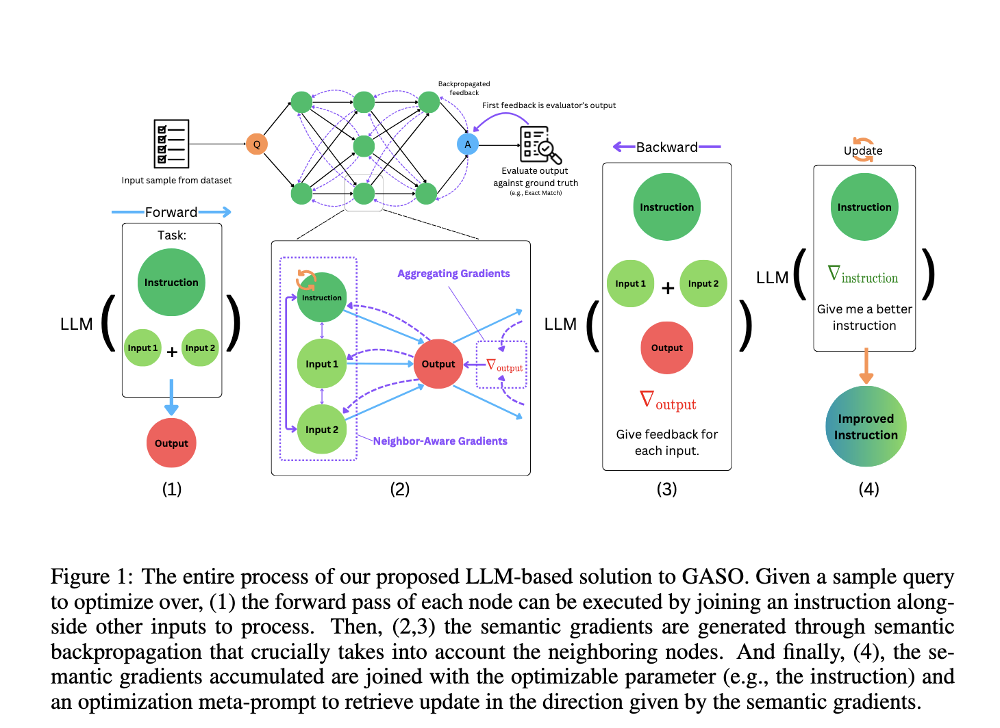 Backpropagated
feedback
First feedback is evaluator's output
Q
A
Input sample from dataset
Evaluate output
against ground truth
(e.g., Exact Match)
Forward
Task:
Instruction
Input 1
+
Input 2
LLM
(
)
Output
(1)
Instruction
Input 1
Input 2
Output
Aggregating Gradients
∇output
Neighbor-Aware Gradients
(2)
Backward
Instruction
Input 1
+
Input 2
LLM
(
)
Output
∇output
Give feedback for
each input.
(3)
Update
Instruction
LLM
(
)
∇instruction
Give me a better
instruction
Improved
Instruction
(4)
Figure 1: The entire process of our proposed LLM-based solution to GASO. Given a sample query
to optimize over, (1) the forward pass of each node can be executed by joining an instruction along-
side other inputs to process. Then, (2,3) the semantic gradients are generated through semantic
backpropagation that crucially takes into account the neighboring nodes. And finally, (4), the se-
mantic gradients accumulated are joined with the optimizable parameter (e.g., the instruction) and
an optimization meta-prompt to retrieve update in the direction given by the semantic gradients.